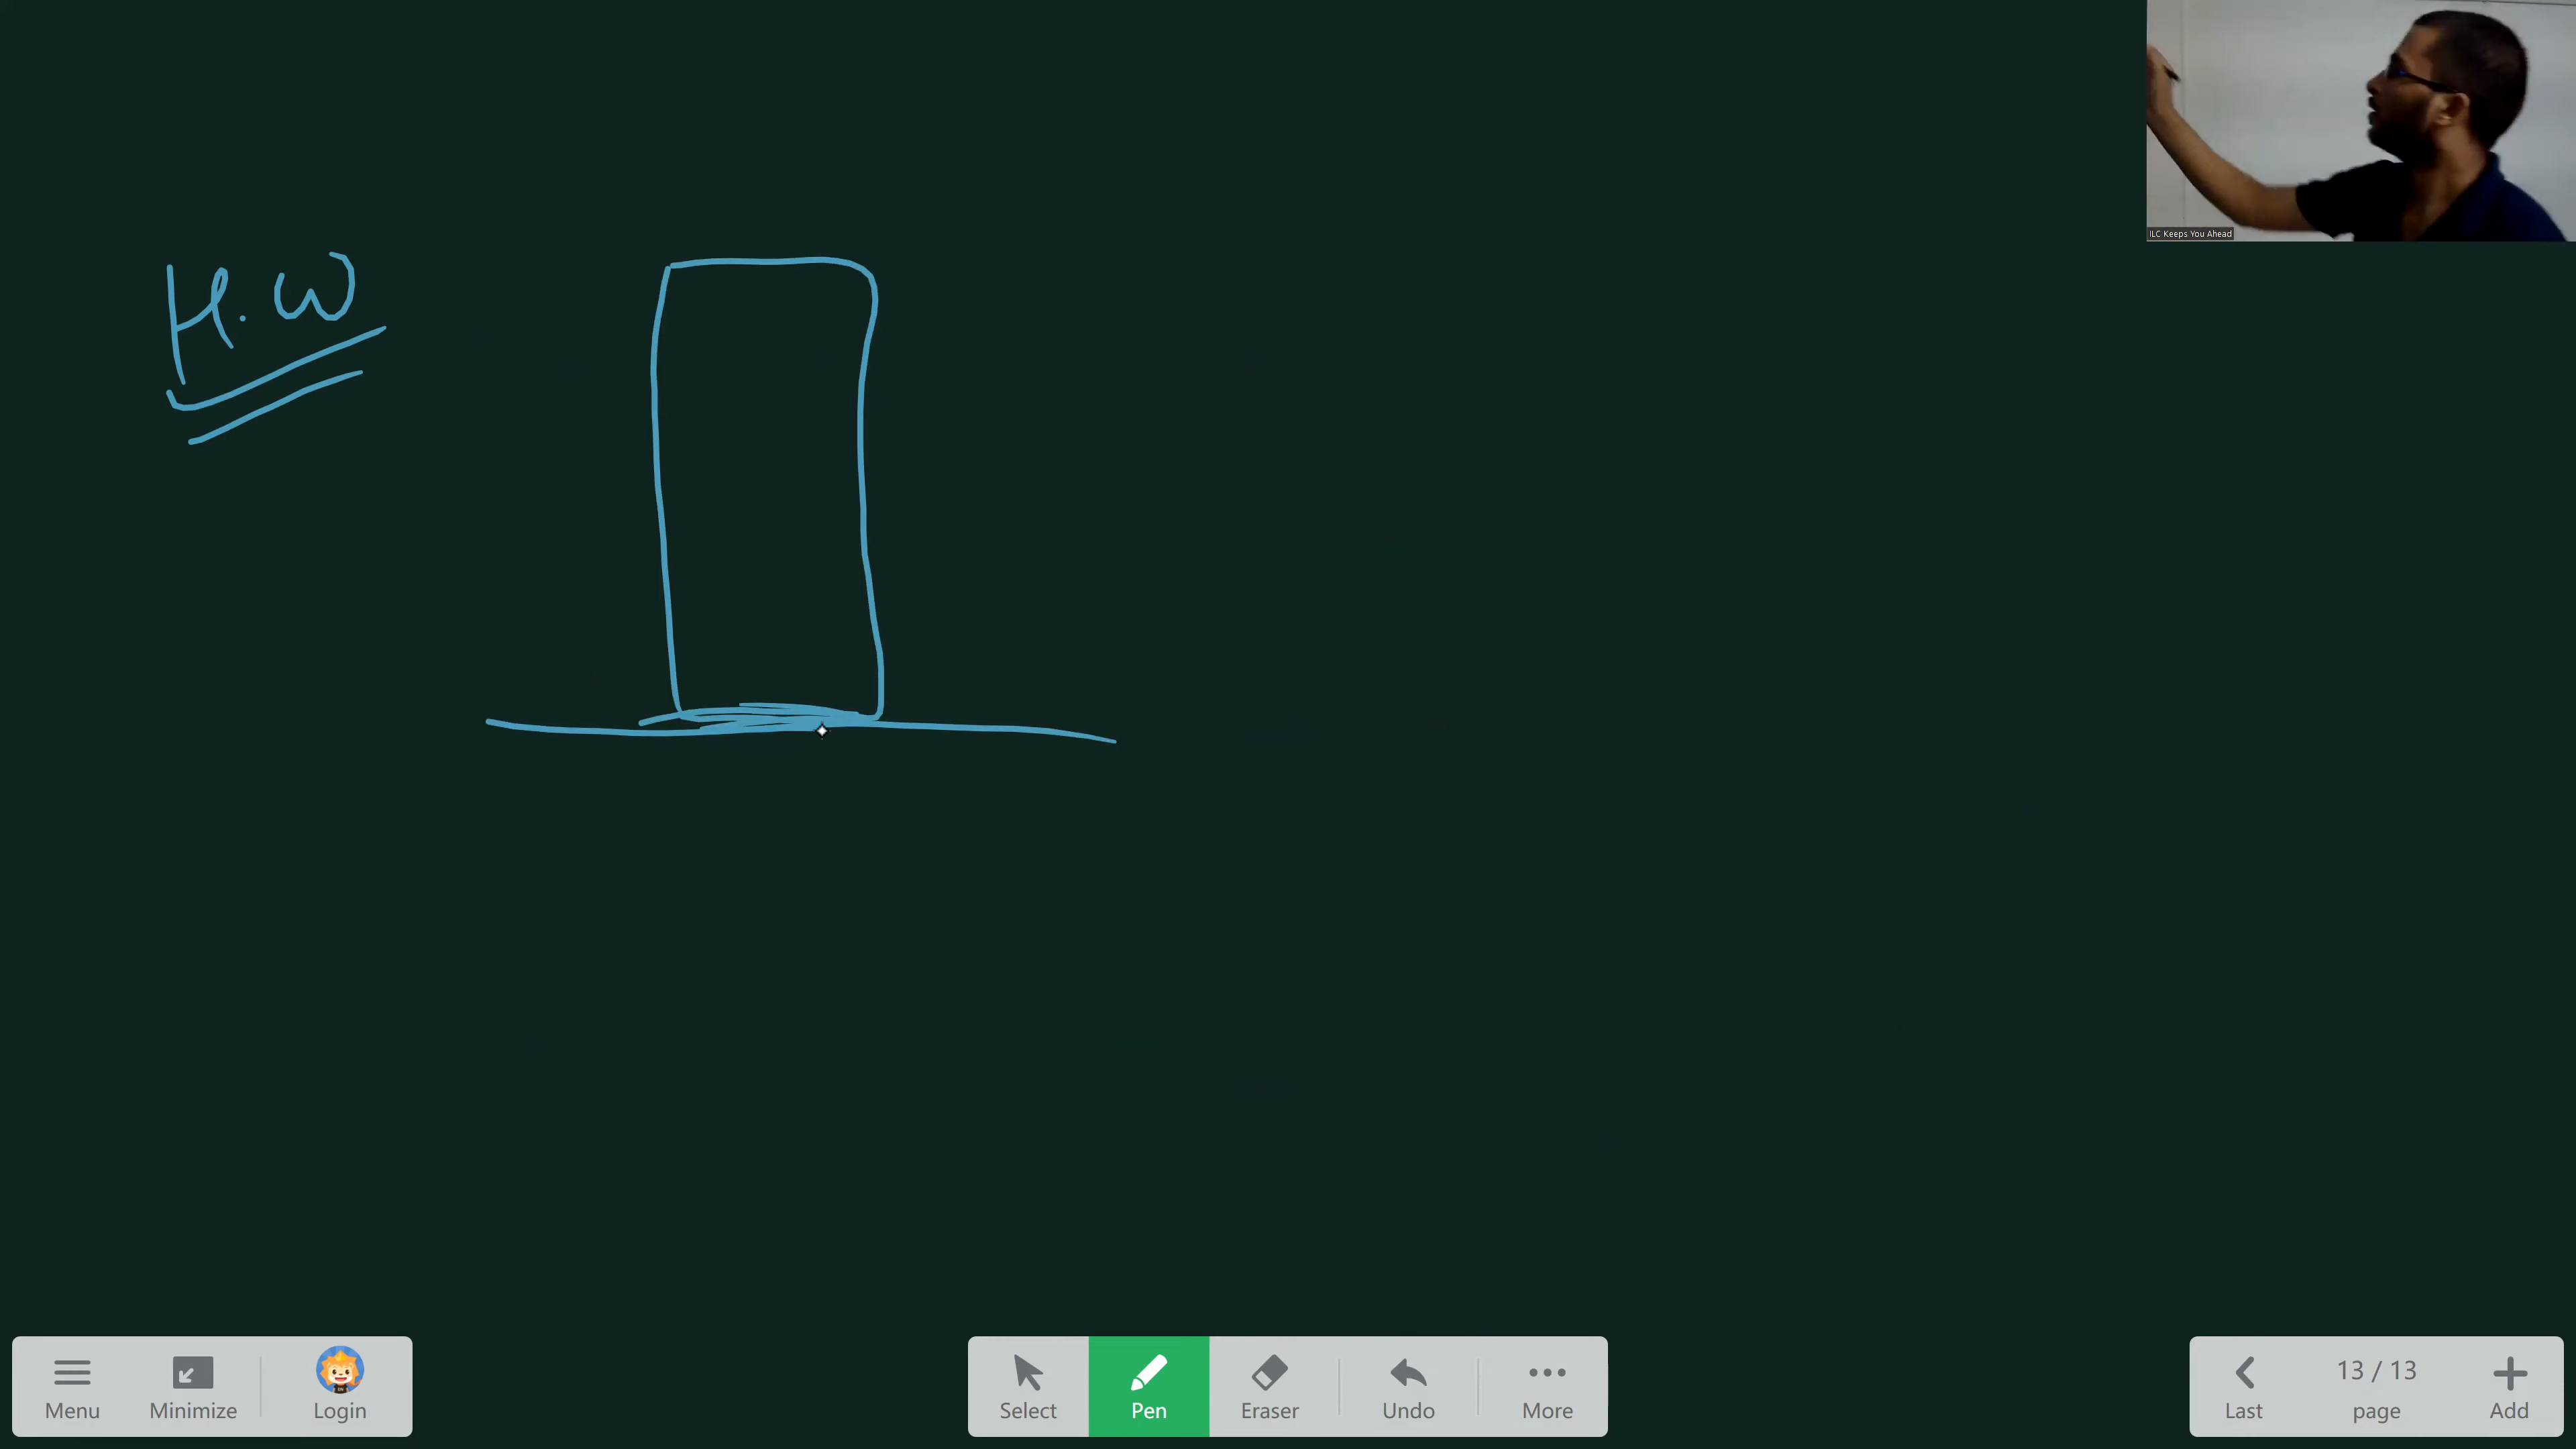 ILC Keeps You Ahead
H.W
Menu
Minimize
Login
Select
Pen
Eraser
Undo
More
Last
13 / 13
page
Add